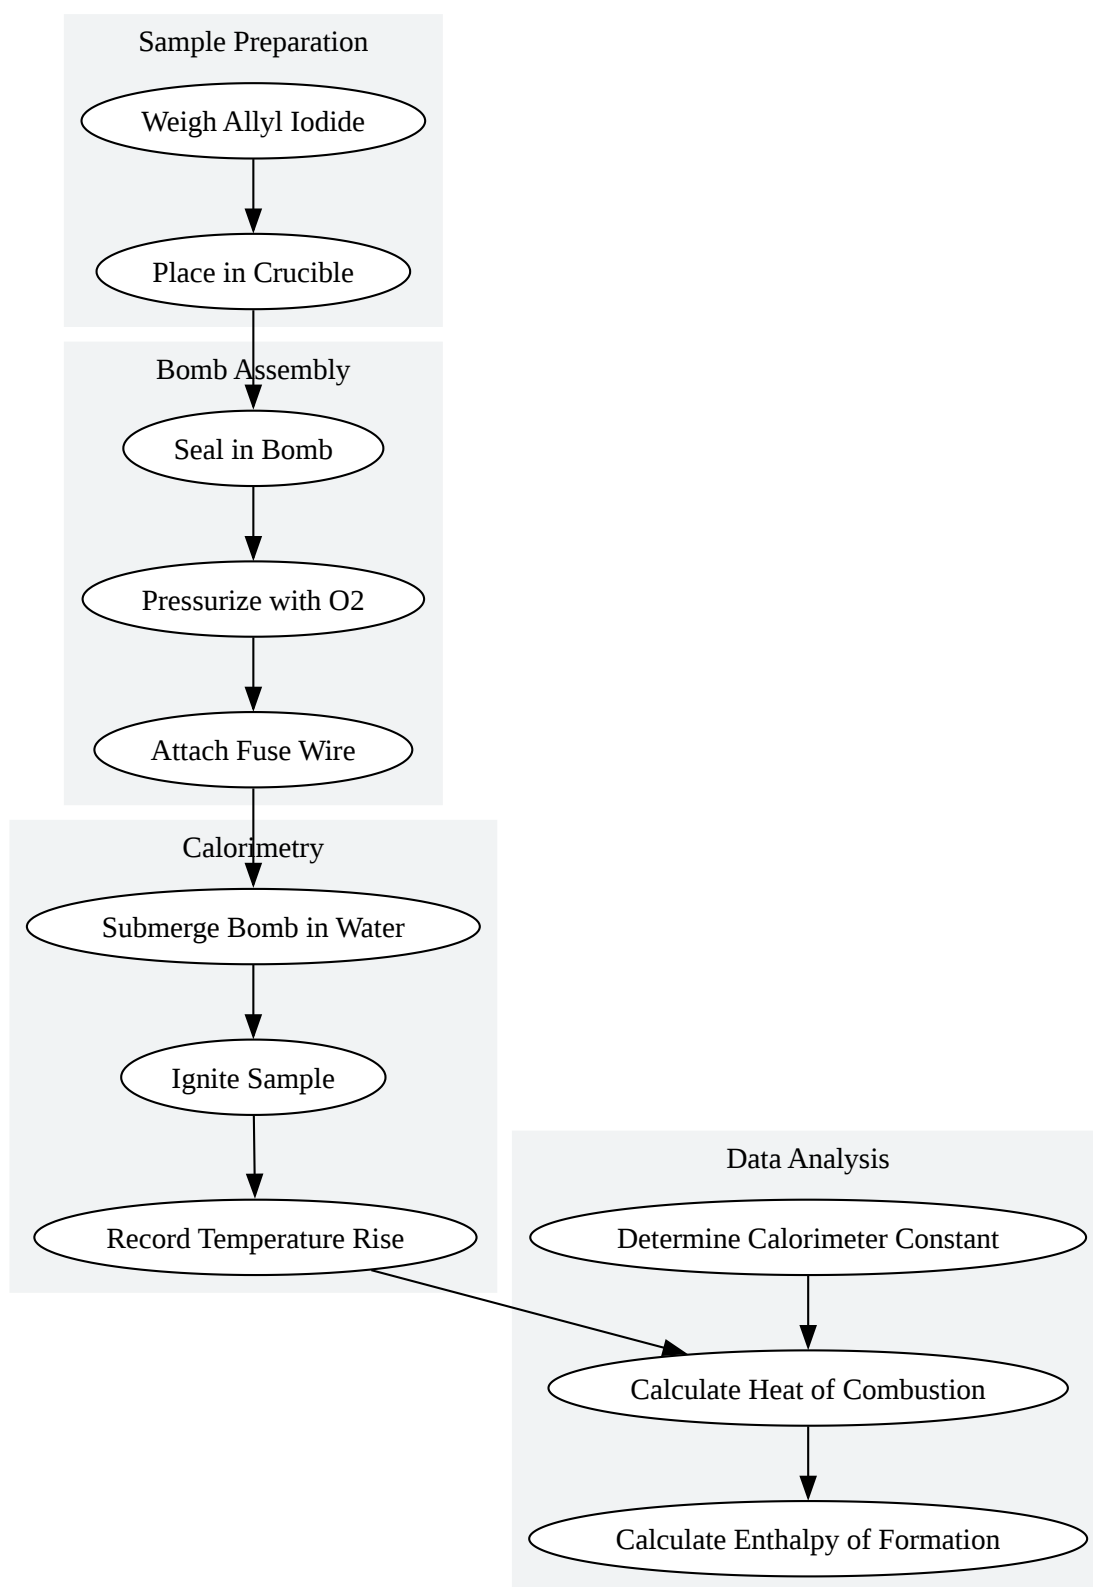 Sample Preparation
Weigh Allyl Iodide
Place in Crucible
Bomb Assembly
Seal in Bomb
Pressurize with O2
Attach Fuse Wire
Calorimetry
Submerge Bomb in Water
Ignite Sample
Record Temperature Rise
Data Analysis
Determine Calorimeter Constant
Calculate Heat of Combustion
Calculate Enthalpy of Formation